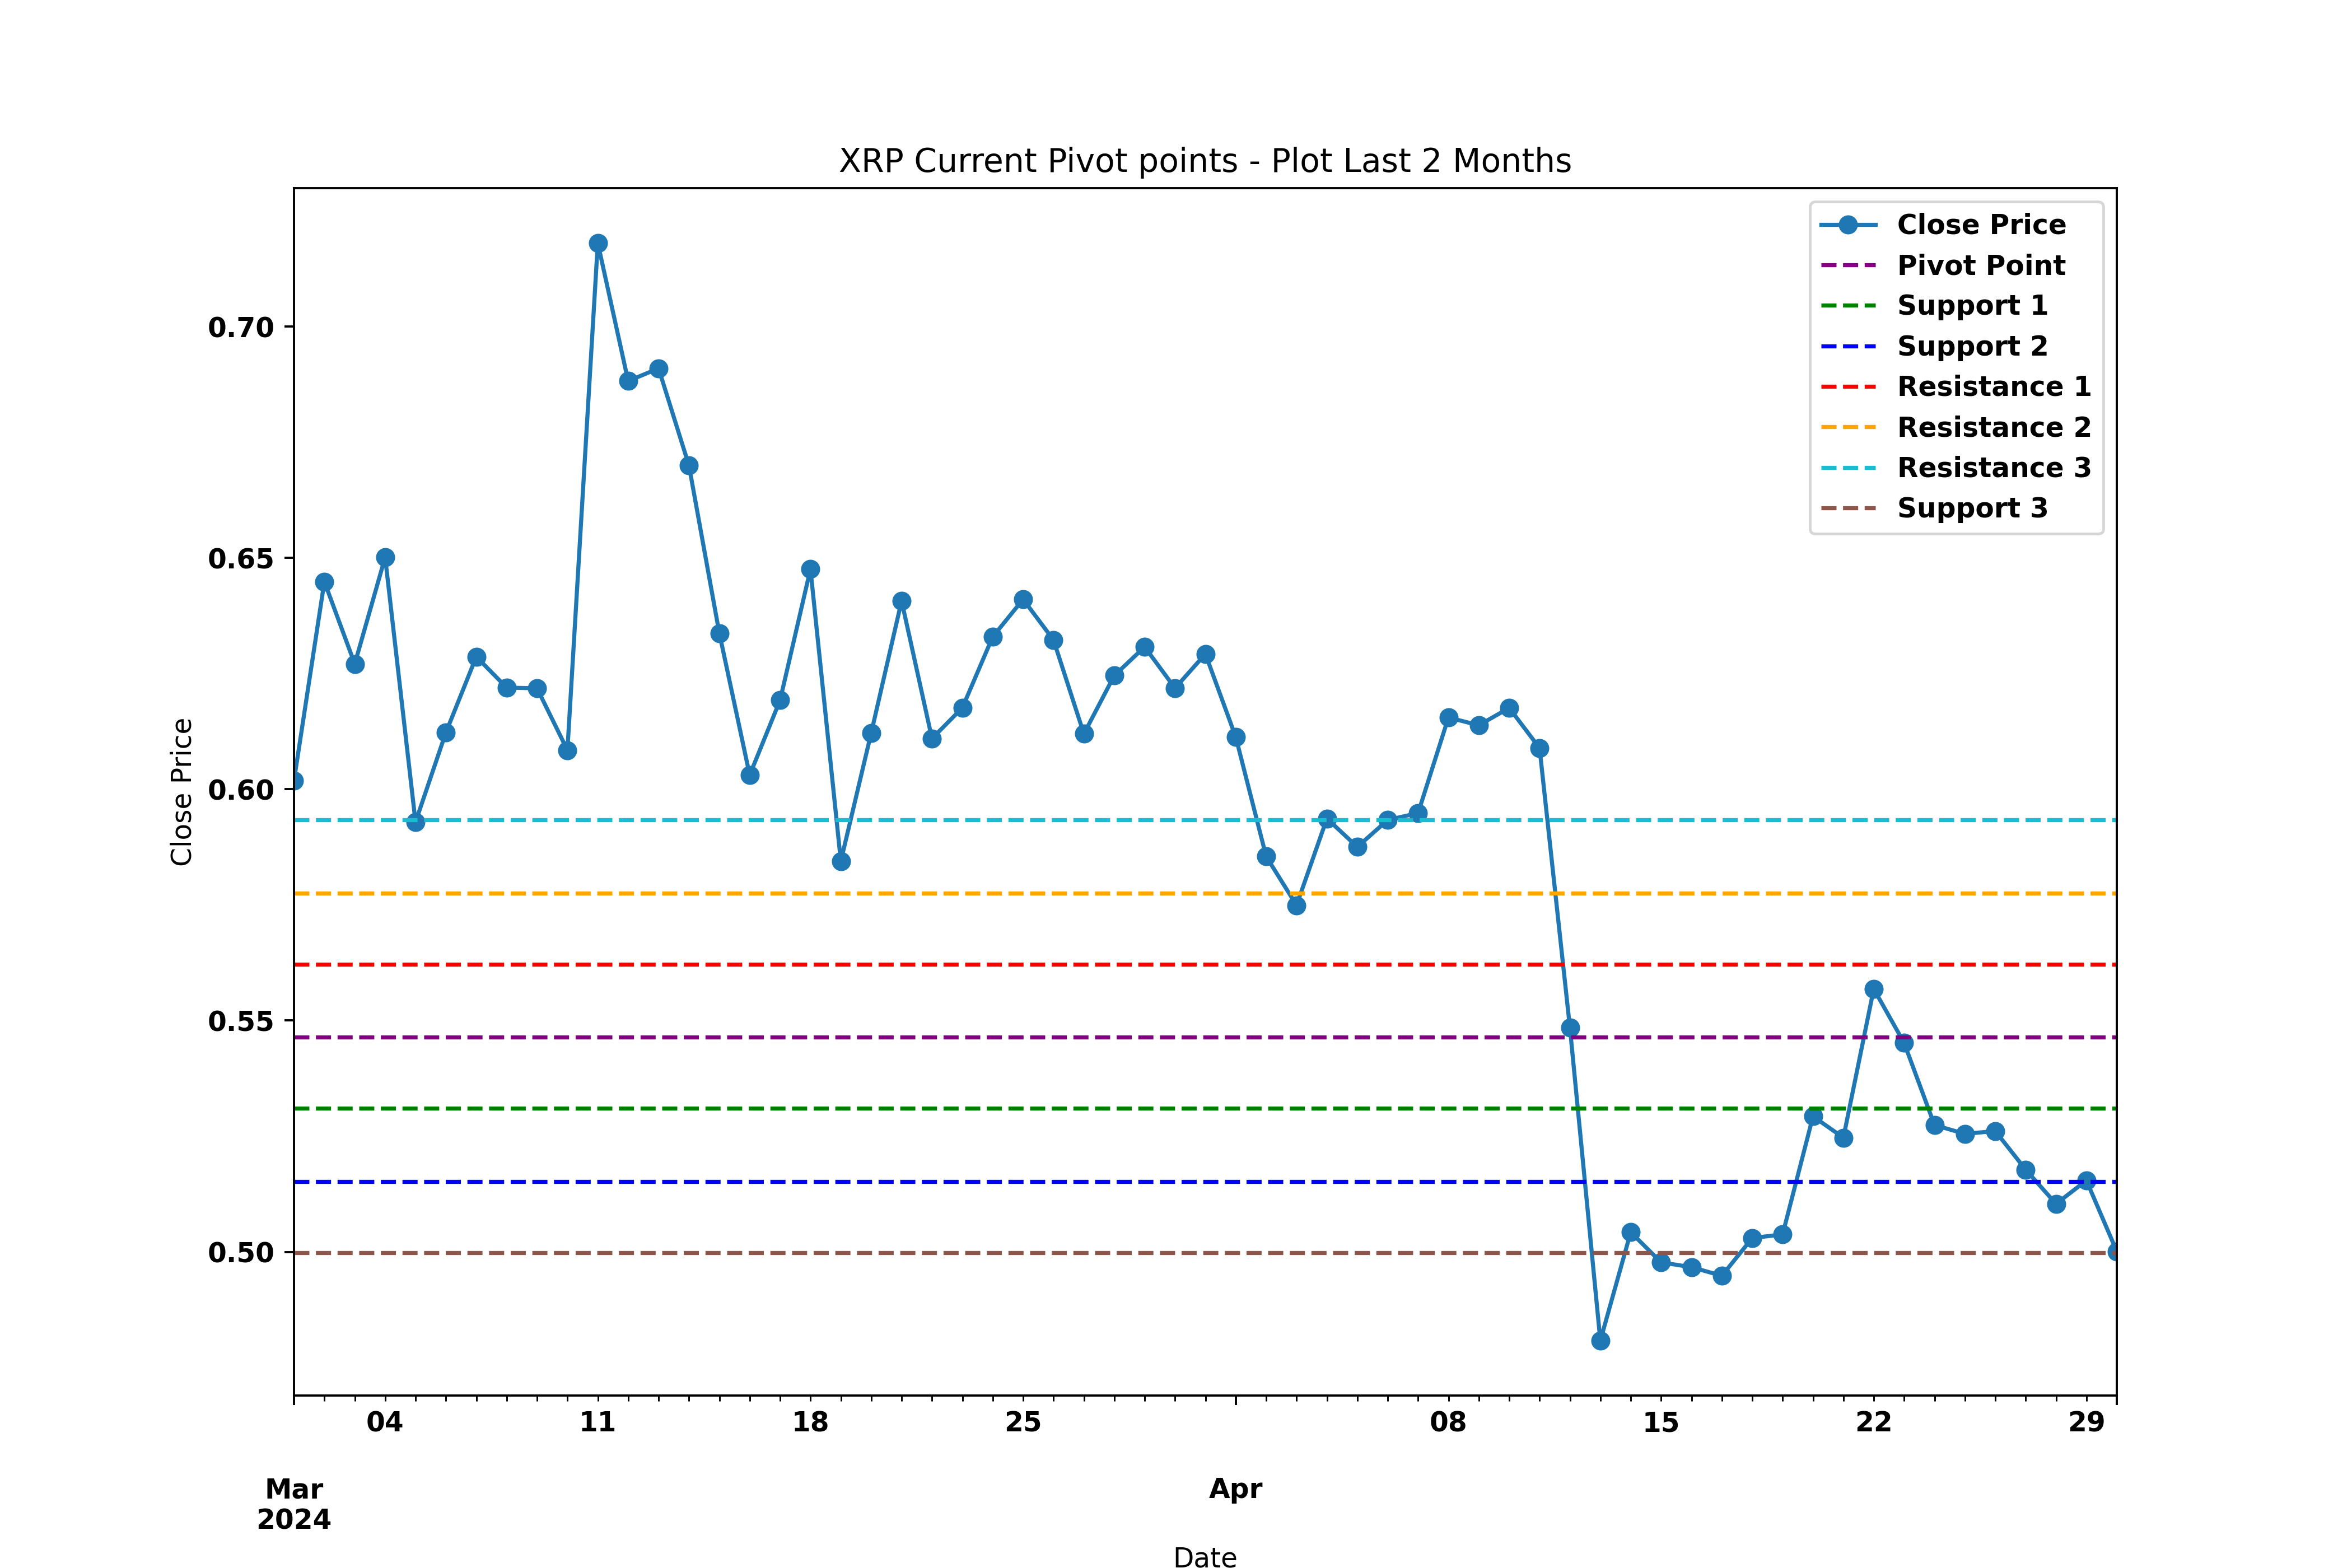 XRP Current Pivot points - Plot Last 2 Months
Close Price
Pivot Point
Support 1
Support 2
Resistance 1
Resistance 2
Resistance 3
Support 3
Close Price
0.70
0.65
0.60
0.55
0.50
04 11 18 25 08 15 22 29
Mar Apr
2024
Date